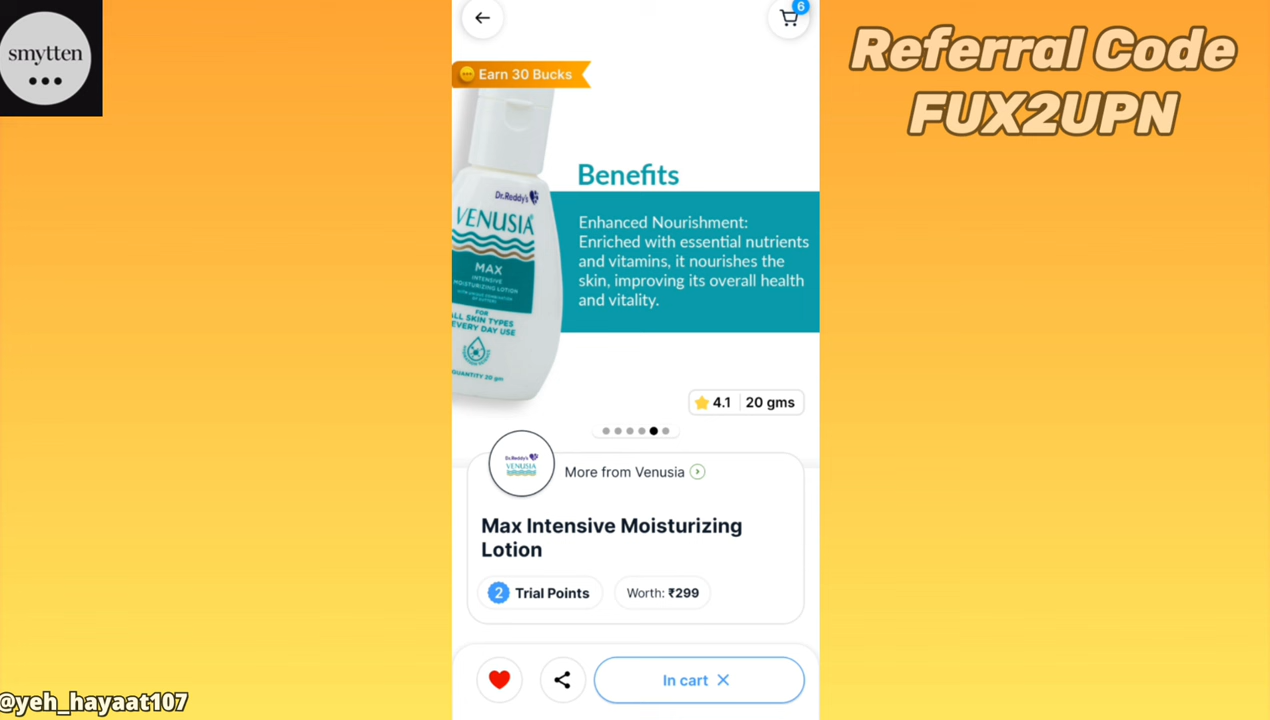 smytten
Referral Code
FUX2UPN
6
Earn 30 Bucks
Benefits
Enhanced Nourishment:
Enriched with essential nutrients
and vitamins, it nourishes the
skin, improving its overall health
and vitality.
Dr.Reddy's
VENUSIA
MAX
INTENSIVE
MOISTURIZING LOTION
FOR
ALL SKIN TYPES
EVERY DAY USE
QUANTITY 20 gm
4.1 20 gms
Dr.Reddy's
VENUSIA
More from Venusia
Max Intensive Moisturizing
Lotion
2 Trial Points Worth: ₹299
In cart
@yeh_hayaat107